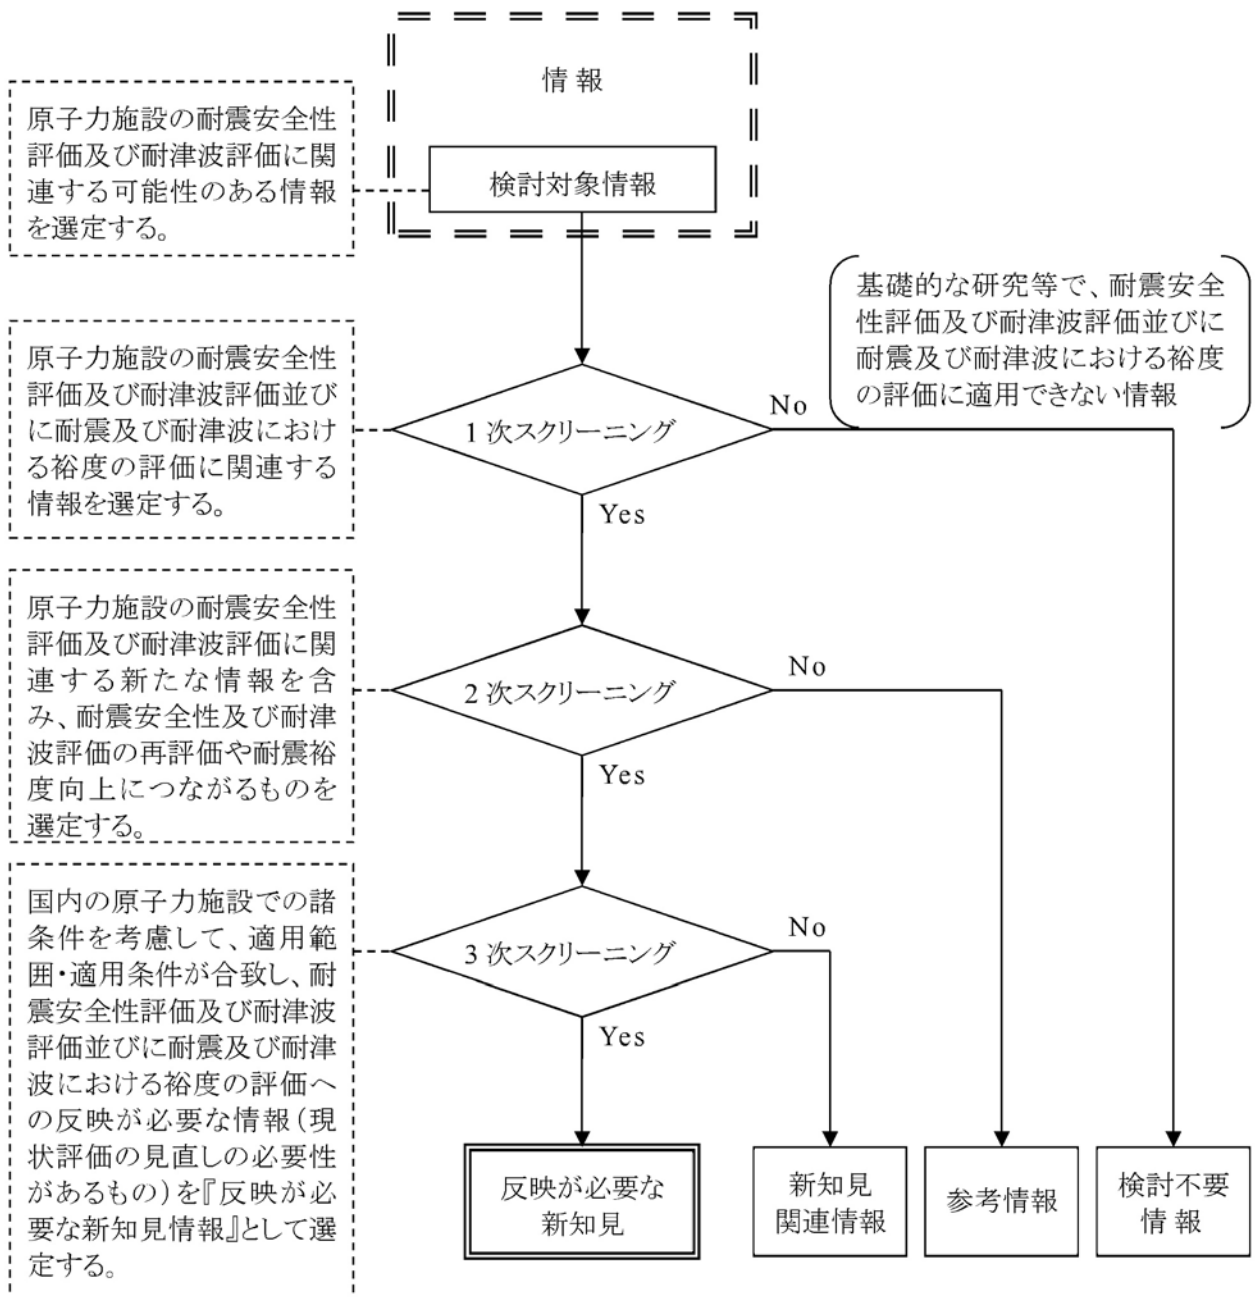 情 報
検討対象情報
原子力施設の耐震安全性
評価及び耐津波評価に関
連する可能性のある情報
を選定する。
基礎的な研究等で、耐震安全
性評価及び耐津波評価並びに
耐震及び耐津波における裕度
の評価に適用できない情報
原子力施設の耐震安全性
評価及び耐津波評価並び
に耐震及び耐津波におけ
る裕度の評価に関連する
情報を選定する。
1 次スクリーニング
No
Yes
原子力施設の耐震安全性
評価及び耐津波評価に関
連する新たな情報を含
み、耐震安全性及び耐津
波評価の再評価や耐震裕
度向上につながるものを
選定する。
2 次スクリーニング
No
Yes
国内の原子力施設での諸
条件を考慮して、適用範
囲・適用条件が合致し、耐
震安全性評価及び耐津波
評価並びに耐震及び耐津
波における裕度の評価へ
の反映が必要な情報(現
状評価の見直しの必要性
があるもの)を『反映が必
要な新知見情報』として選
定する。
3 次スクリーニング
No
Yes
反映が必要な
新知見
新知見
関連情報
参考情報
検討不要
情 報